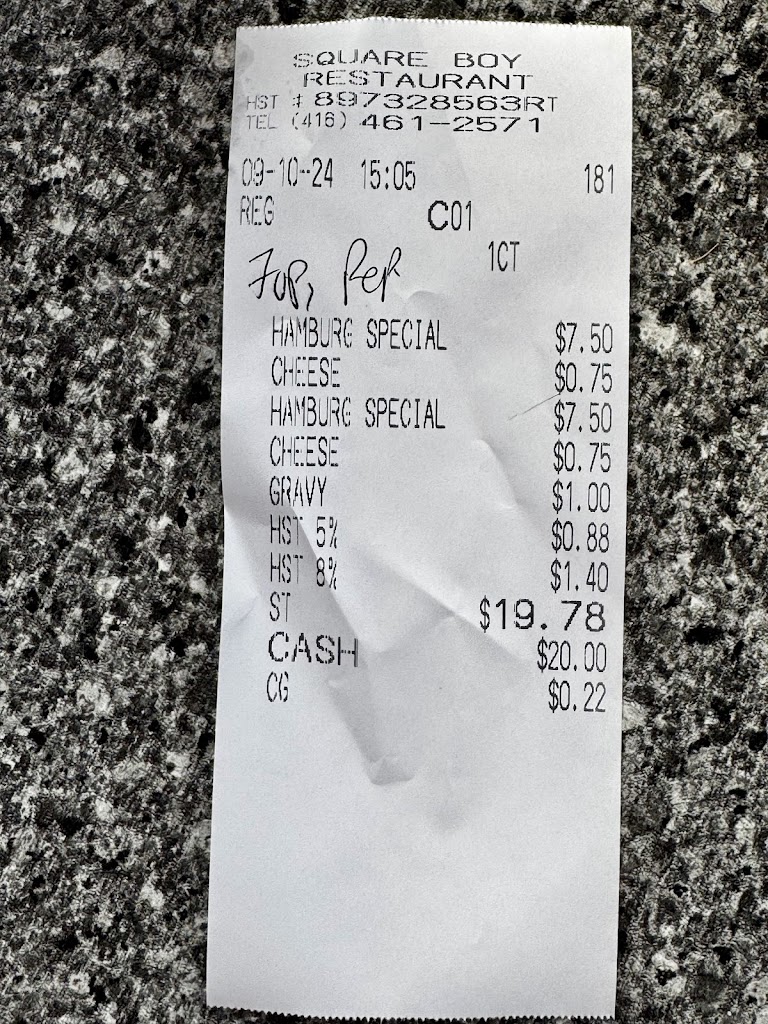 SQUARE BOY
RESTAURANT
HST # 897328563RT
TEL (416) 461-2571
09-10-24 15:05 181
REG C01
1CT
HAMBURG SPECIAL $7.50
CHEESE $0.75
HAMBURG SPECIAL $7.50
CHEESE $0.75
GRAVY $1.00
HST 5% $0.88
HST 8% $1.40
ST $19.78
CASH $20.00
CG $0.22